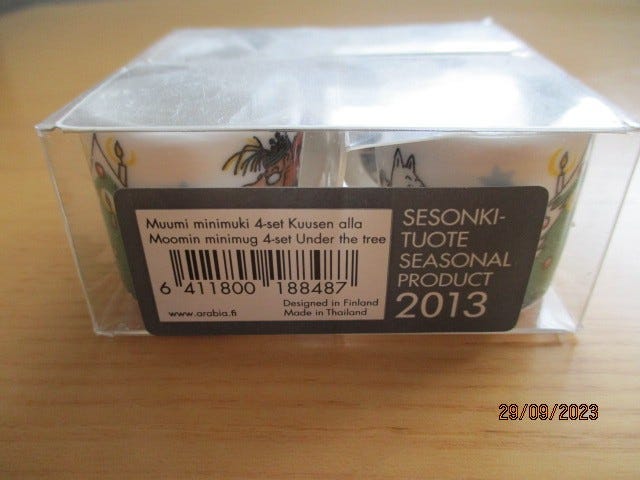 Muumi minimuki 4-set Kuusen alla
Moomin minimug 4-set Under the tree
6 411800 188487
Designed in Finland
www.arabia.fi Made in Thailand
SESONKI-
TUOTE
SEASONAL
PRODUCT
2013
29/09/2023